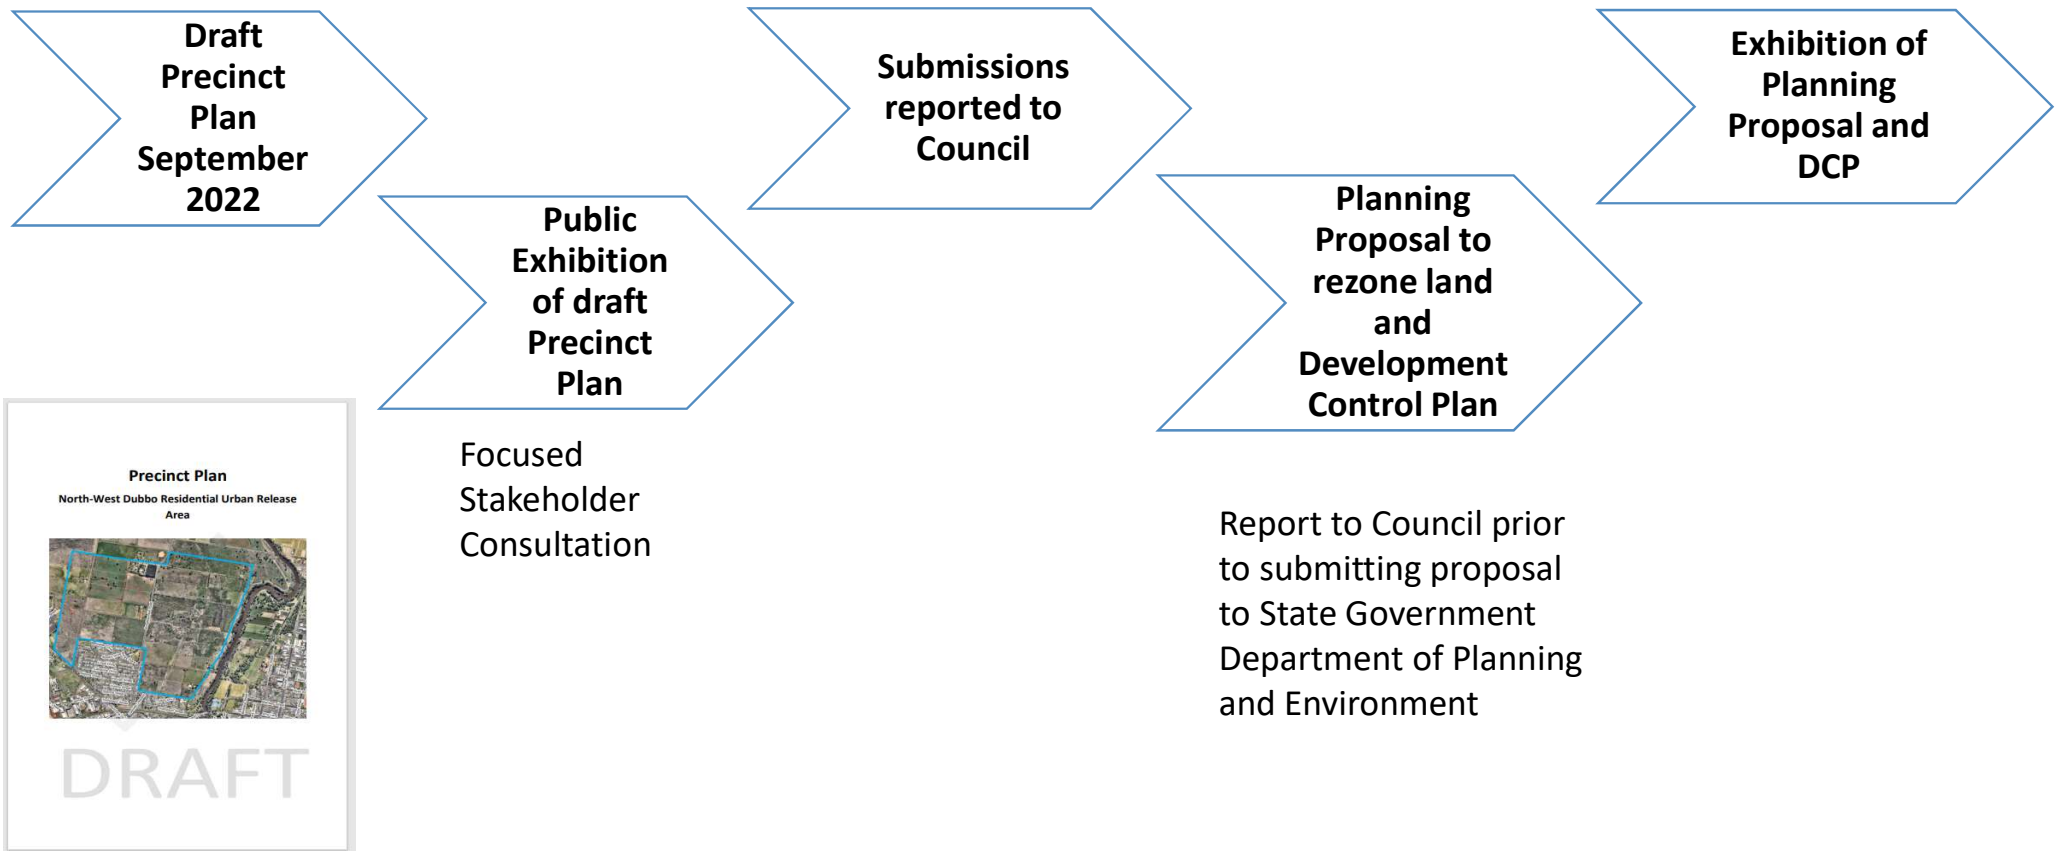 Draft
Precinct
Plan
September
2022
Public
Exhibition
of draft
Precinct
Plan
Focused
Stakeholder
Consultation
Submissions
reported to
Council
Planning
Proposal to
rezone land
and
Development
Control Plan
Report to Council prior
to submitting proposal
to State Government
Department of Planning
and Environment
Exhibition of
Planning
Proposal and
DCP
Precinct Plan
North-West Dubbo Residential Urban Release
Area
DRAFT